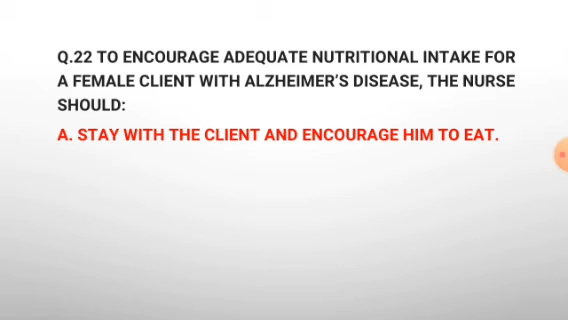 Q.22 TO ENCOURAGE ADEQUATE NUTRITIONAL INTAKE FOR
A FEMALE CLIENT WITH ALZHEIMER'S DISEASE, THE NURSE
SHOULD:
A. STAY WITH THE CLIENT AND ENCOURAGE HIM TO EAT.